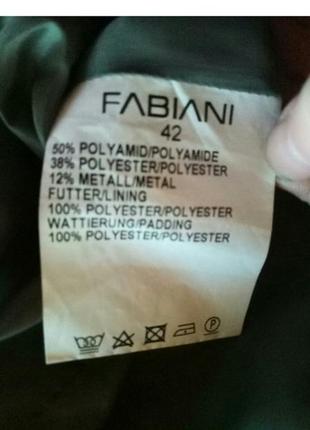 FABIANI
42
50% POLYAMID/POLYAMIDE
38% POLYESTER/POLYESTER
12% METALL/METAL
FUTTER/LINING
100% POLYESTER/POLYESTER
WATTIERUNG/PADDING
100% POLYESTER/POLYESTER
P